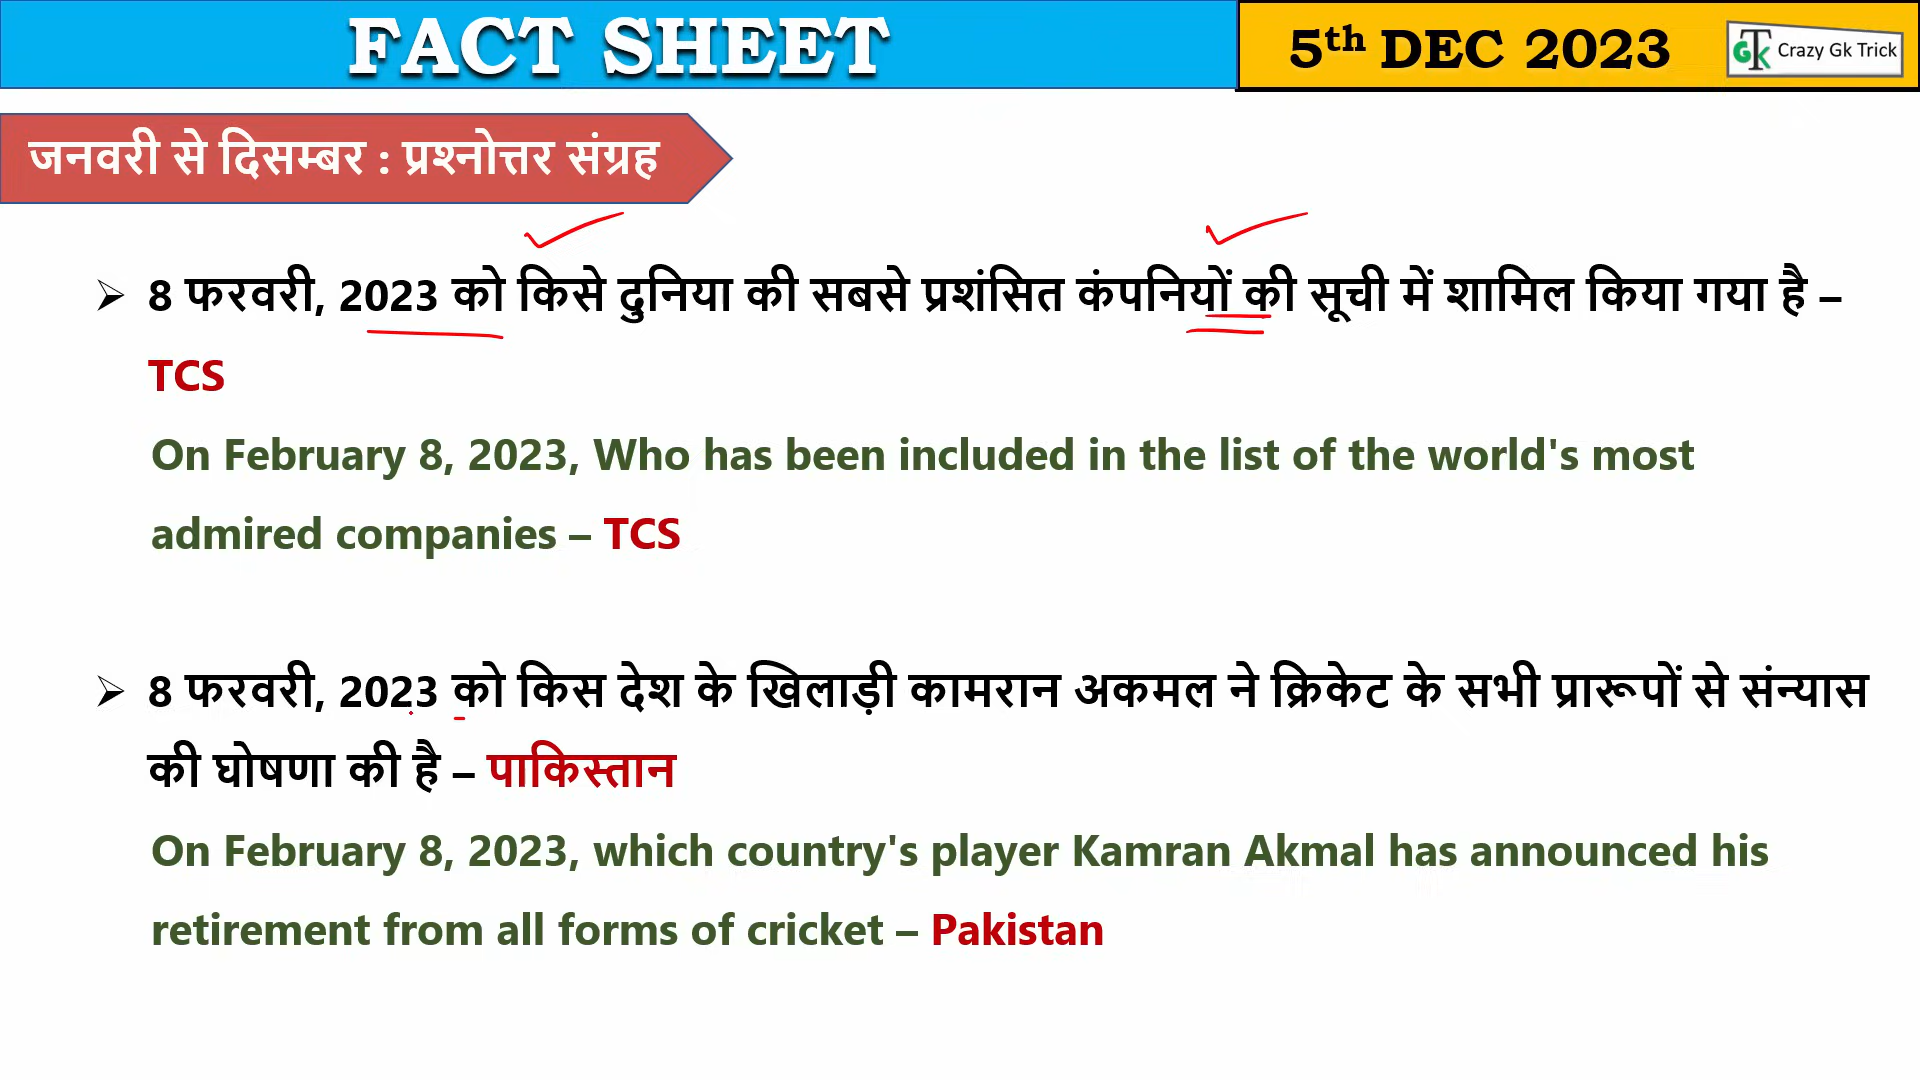 FACT SHEET
5th DEC 2023
GTK Crazy Gk Trick
जनवरी से दिसम्बर : प्रश्नोत्तर संग्रह
➢ 8 फरवरी, 2023 को किसे दुनिया की सबसे प्रशंसित कंपनियों की सूची में शामिल किया गया है –
TCS
On February 8, 2023, Who has been included in the list of the world's most
admired companies – TCS
➢ 8 फरवरी, 2023 को किस देश के खिलाड़ी कामरान अकमल ने क्रिकेट के सभी प्रारूपों से संन्यास
की घोषणा की है – पाकिस्तान
On February 8, 2023, which country's player Kamran Akmal has announced his
retirement from all forms of cricket – Pakistan